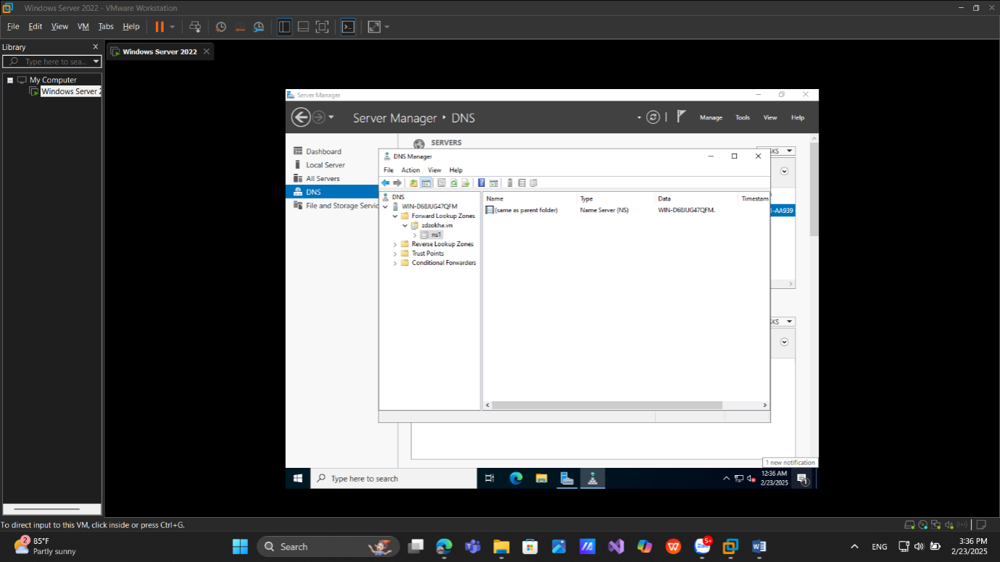 Windows Server 2022 - VMware Workstation
File Edit View VM Tabs Help
Library
Type here to sea...
My Computer
Windows Server 2
Windows Server 2022
Server Manager
Server Manager • DNS
Manage Tools View Help
Dashboard
Local Server
All Servers
DNS
File and Storage Servic
SERVERS
SKS
1-AA939
SKS
DNS Manager
File Action View Help
DNS
WIN-D68JUG47QFM
Forward Lookup Zones
zdzokha.vn
ns1
Reverse Lookup Zones
Trust Points
Conditional Forwarders
Name Type Data Timestam
(same as parent folder) Name Server (NS) WIN-D68JUG47QFM.
1 new notification
Type here to search
12:36 AM
2/23/2025
1
To direct input to this VM, click inside or press Ctrl+G.
2
85°F
Partly sunny
Search
Zalo
5+
ENG
3:36 PM
2/23/2025